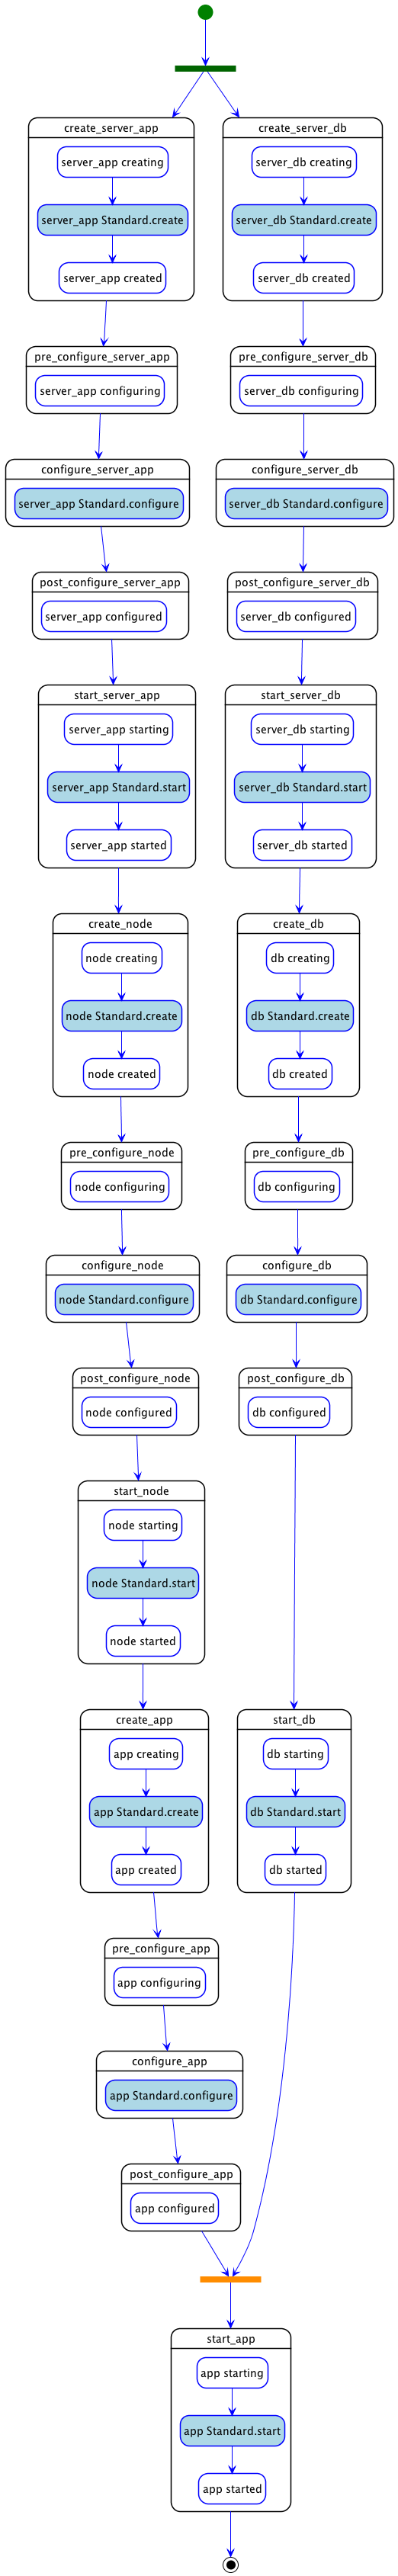 create_server_app
server_app creating
server_app Standard.create
server_app created
create_server_db
server_db creating
server_db Standard.create
server_db created
pre_configure_server_app
server_app configuring
pre_configure_server_db
server_db configuring
configure_server_app
server_app Standard.configure
configure_server_db
server_db Standard.configure
post_configure_server_app
server_app configured
post_configure_server_db
server_db configured
start_server_app
server_app starting
server_app Standard.start
server_app started
start_server_db
server_db starting
server_db Standard.start
server_db started
create_node
node creating
node Standard.create
node created
create_db
db creating
db Standard.create
db created
pre_configure_node
node configuring
pre_configure_db
db configuring
configure_node
node Standard.configure
configure_db
db Standard.configure
post_configure_node
node configured
post_configure_db
db configured
start_node
node starting
node Standard.start
node started
create_app
app creating
app Standard.create
app created
start_db
db starting
db Standard.start
db started
pre_configure_app
app configuring
configure_app
app Standard.configure
post_configure_app
app configured
start_app
app starting
app Standard.start
app started